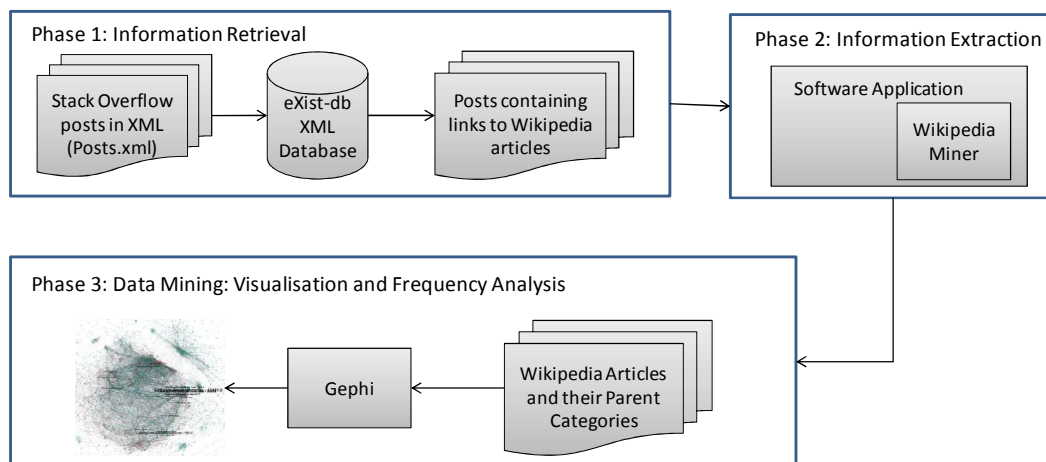 Phase 1: Information Retrieval
Stack Overflow
posts in XML
(Posts.xml)
eXist-db
XML
Database
Posts containing
links to Wikipedia
articles
Phase 2: Information Extraction
Software Application
Wikipedia
Miner
Phase 3: Data Mining: Visualisation and Frequency Analysis
Gephi
Wikipedia Articles
and their Parent
Categories